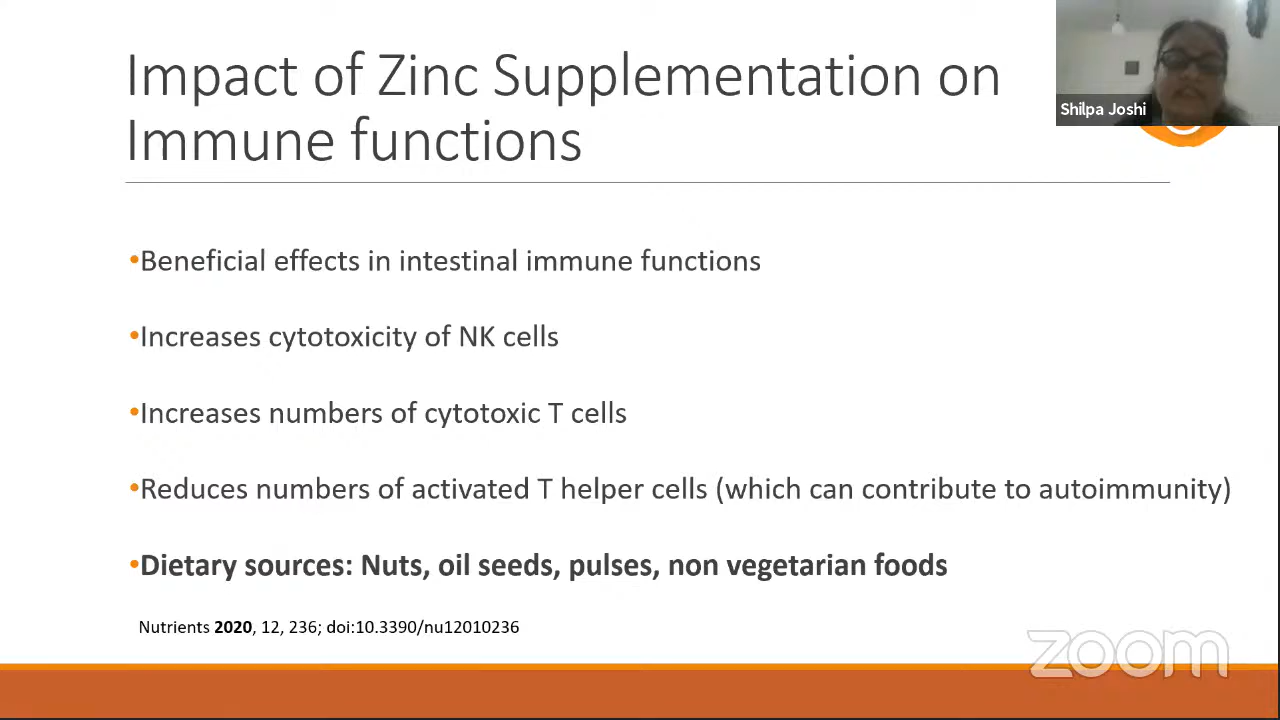 Impact of Zinc Supplementation on
Immune functions
Shilpa Joshi
•Beneficial effects in intestinal immune functions
•Increases cytotoxicity of NK cells
•Increases numbers of cytotoxic T cells
•Reduces numbers of activated T helper cells (which can contribute to autoimmunity)
•Dietary sources: Nuts, oil seeds, pulses, non vegetarian foods
Nutrients 2020, 12, 236; doi:10.3390/nu12010236
zoom